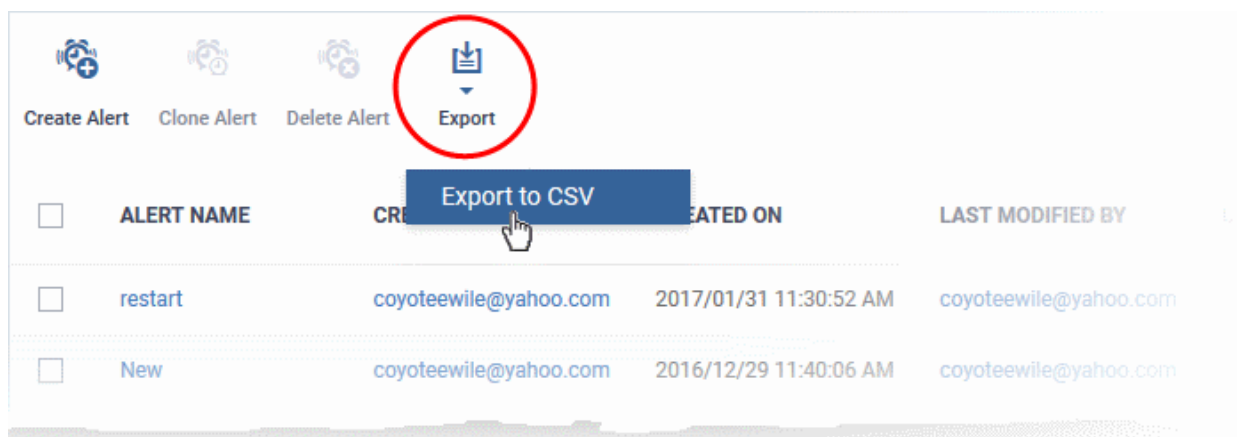 Create Alert Clone Alert Delete Alert Export
Export to CSV
ALERT NAME CRE EATED ON LAST MODIFIED BY
restart coyoteewile@yahoo.com 2017/01/31 11:30:52 AM coyoteewile@yahoo.com
New coyoteewile@yahoo.com 2016/12/29 11:40:06 AM coyoteewile@yahoo.com